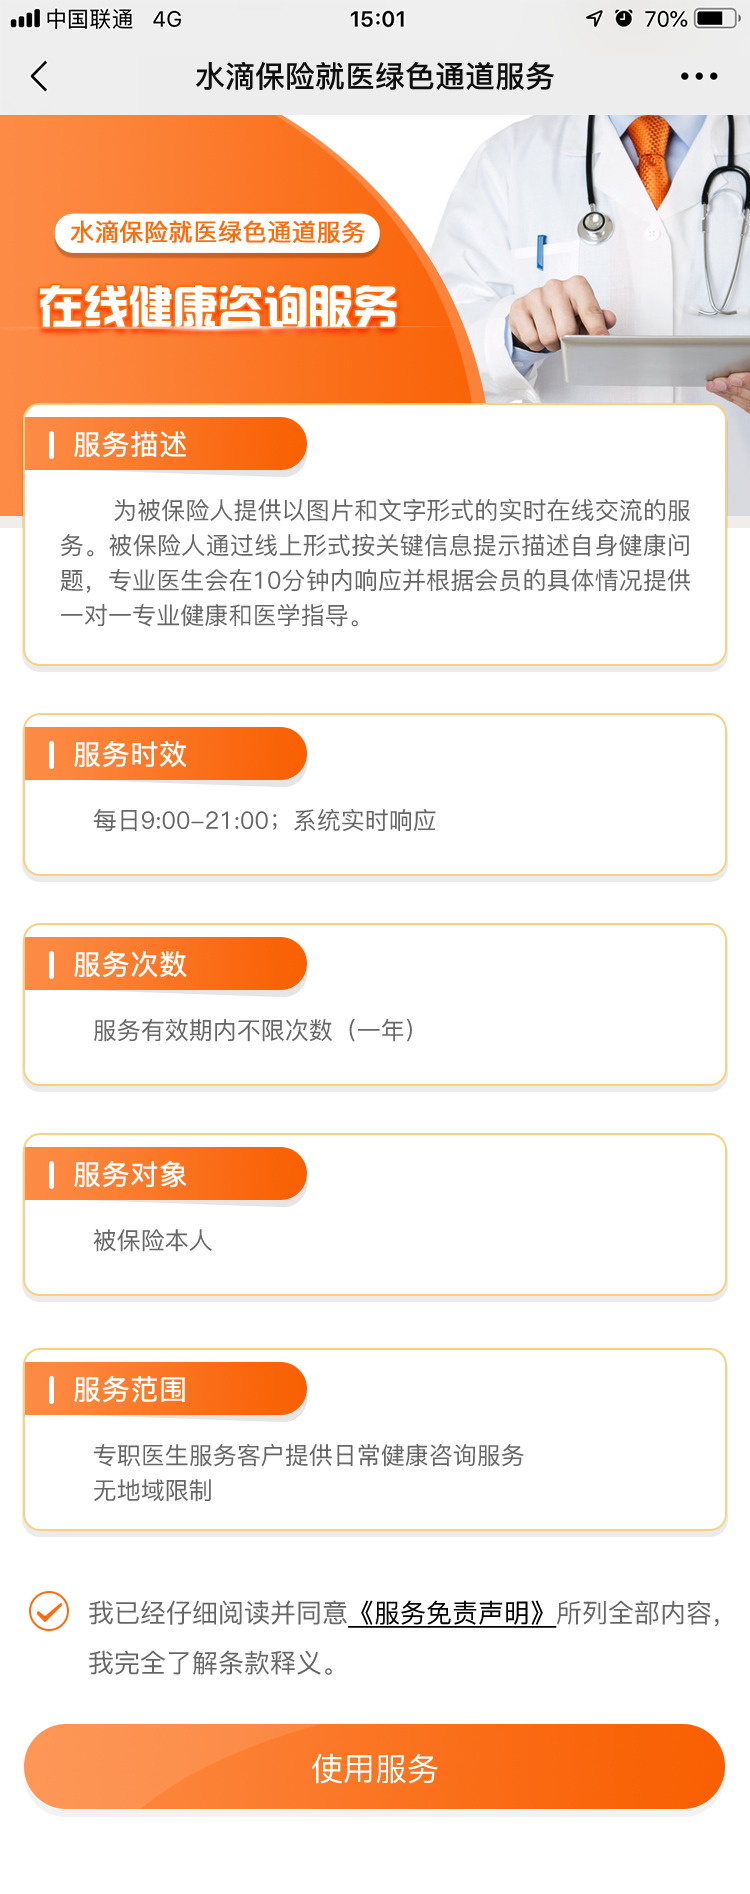 中国联通 4G 15:01 70%
水滴保险就医绿色通道服务
水滴保险就医绿色通道服务
在线健康咨询服务
服务描述
为被保险人提供以图片和文字形式的实时在线交流的服
务。被保险人通过线上形式按关键信息提示描述自身健康问
题，专业医生会在10分钟内响应并根据会员的具体情况提供
一对一专业健康和医学指导。
服务时效
每日9:00-21:00；系统实时响应
服务次数
服务有效期内不限次数（一年）
服务对象
被保险本人
服务范围
专职医生服务客户提供日常健康咨询服务
无地域限制
我已经仔细阅读并同意《服务免责声明》所列全部内容，
我完全了解条款释义。
使用服务